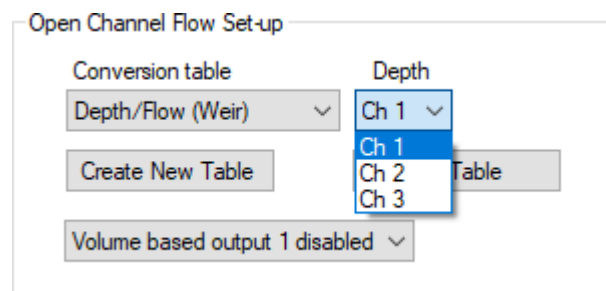 Open Channel Flow Set-up
Conversion table Depth
Depth/Flow (Weir) Ch 1
Ch 1
Create New Table Ch 2 Table
Ch 3
Volume based output 1 disabled